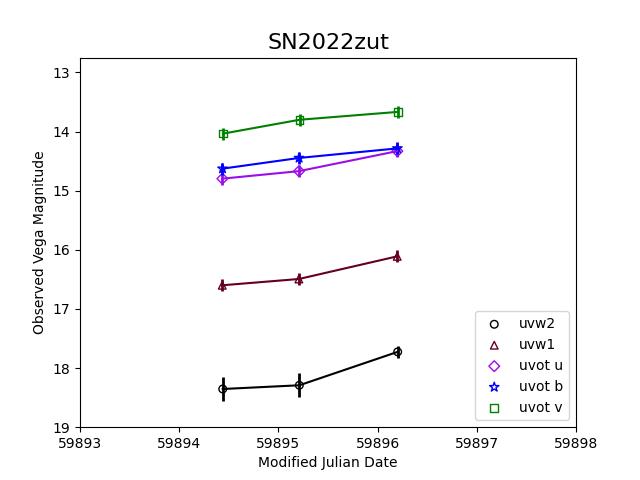 SN2022zut
13
14
15
16
17
18
19
Observed Vega Magnitude
59893 59894 59895 59896 59897 59898
Modified Julian Date
uvw2
uvw1
uvot u
uvot b
uvot v